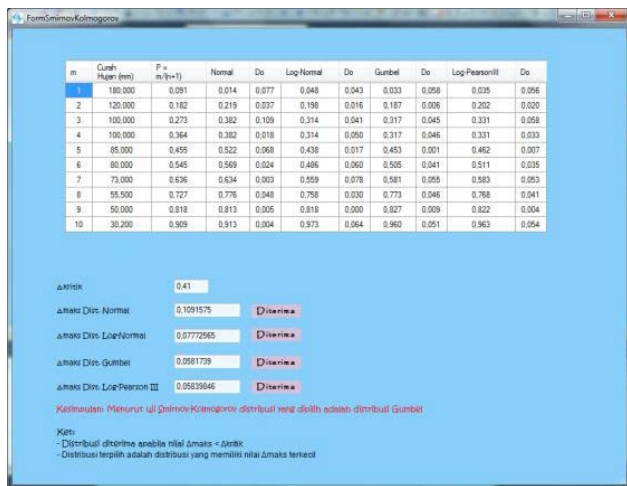 FormSmirnovKolmogorov
m Curah Hujan (mm) P = m/(n+1) Normal Do Log-Normal Do Gumbel Do Log-PearsonIII Do
1 180,000 0,091 0,014 0,077 0,048 0,043 0,033 0,058 0,035 0,056
2 120,000 0,182 0,219 0,037 0,198 0,016 0,187 0,006 0,202 0,020
3 100,000 0,273 0,382 0,109 0,314 0,041 0,317 0,045 0,331 0,058
4 100,000 0,364 0,382 0,018 0,314 0,050 0,317 0,046 0,331 0,033
5 85,000 0,455 0,522 0,068 0,438 0,017 0,453 0,001 0,462 0,007
6 80,000 0,545 0,569 0,024 0,486 0,060 0,505 0,041 0,511 0,035
7 73,000 0,636 0,634 0,003 0,559 0,078 0,581 0,055 0,583 0,053
8 55,500 0,727 0,776 0,048 0,758 0,030 0,773 0,046 0,768 0,041
9 50,000 0,818 0,813 0,005 0,818 0,000 0,827 0,009 0,822 0,004
10 30,200 0,909 0,913 0,004 0,973 0,064 0,960 0,051 0,963 0,054
Δkritik 0,41
Δmaks Dist. Normal 0,1091575 Diterima
Δmaks Dist. Log-Normal 0,07772565 Diterima
Δmaks Dist. Gumbel 0,0581739 Diterima
Δmaks Dist. Log-Pearson III 0,05839846 Diterima
Kesimpulan: Menurut uji Smirnov-Kolmogorov distribusi yang dipilih adalah distribusi Gumbel
Ket:
- Distribusi diterima apabila nilai Δmaks < Δkritik
- Distribusi terpilih adalah distribusi yang memiliki nilai Δmaks terkecil